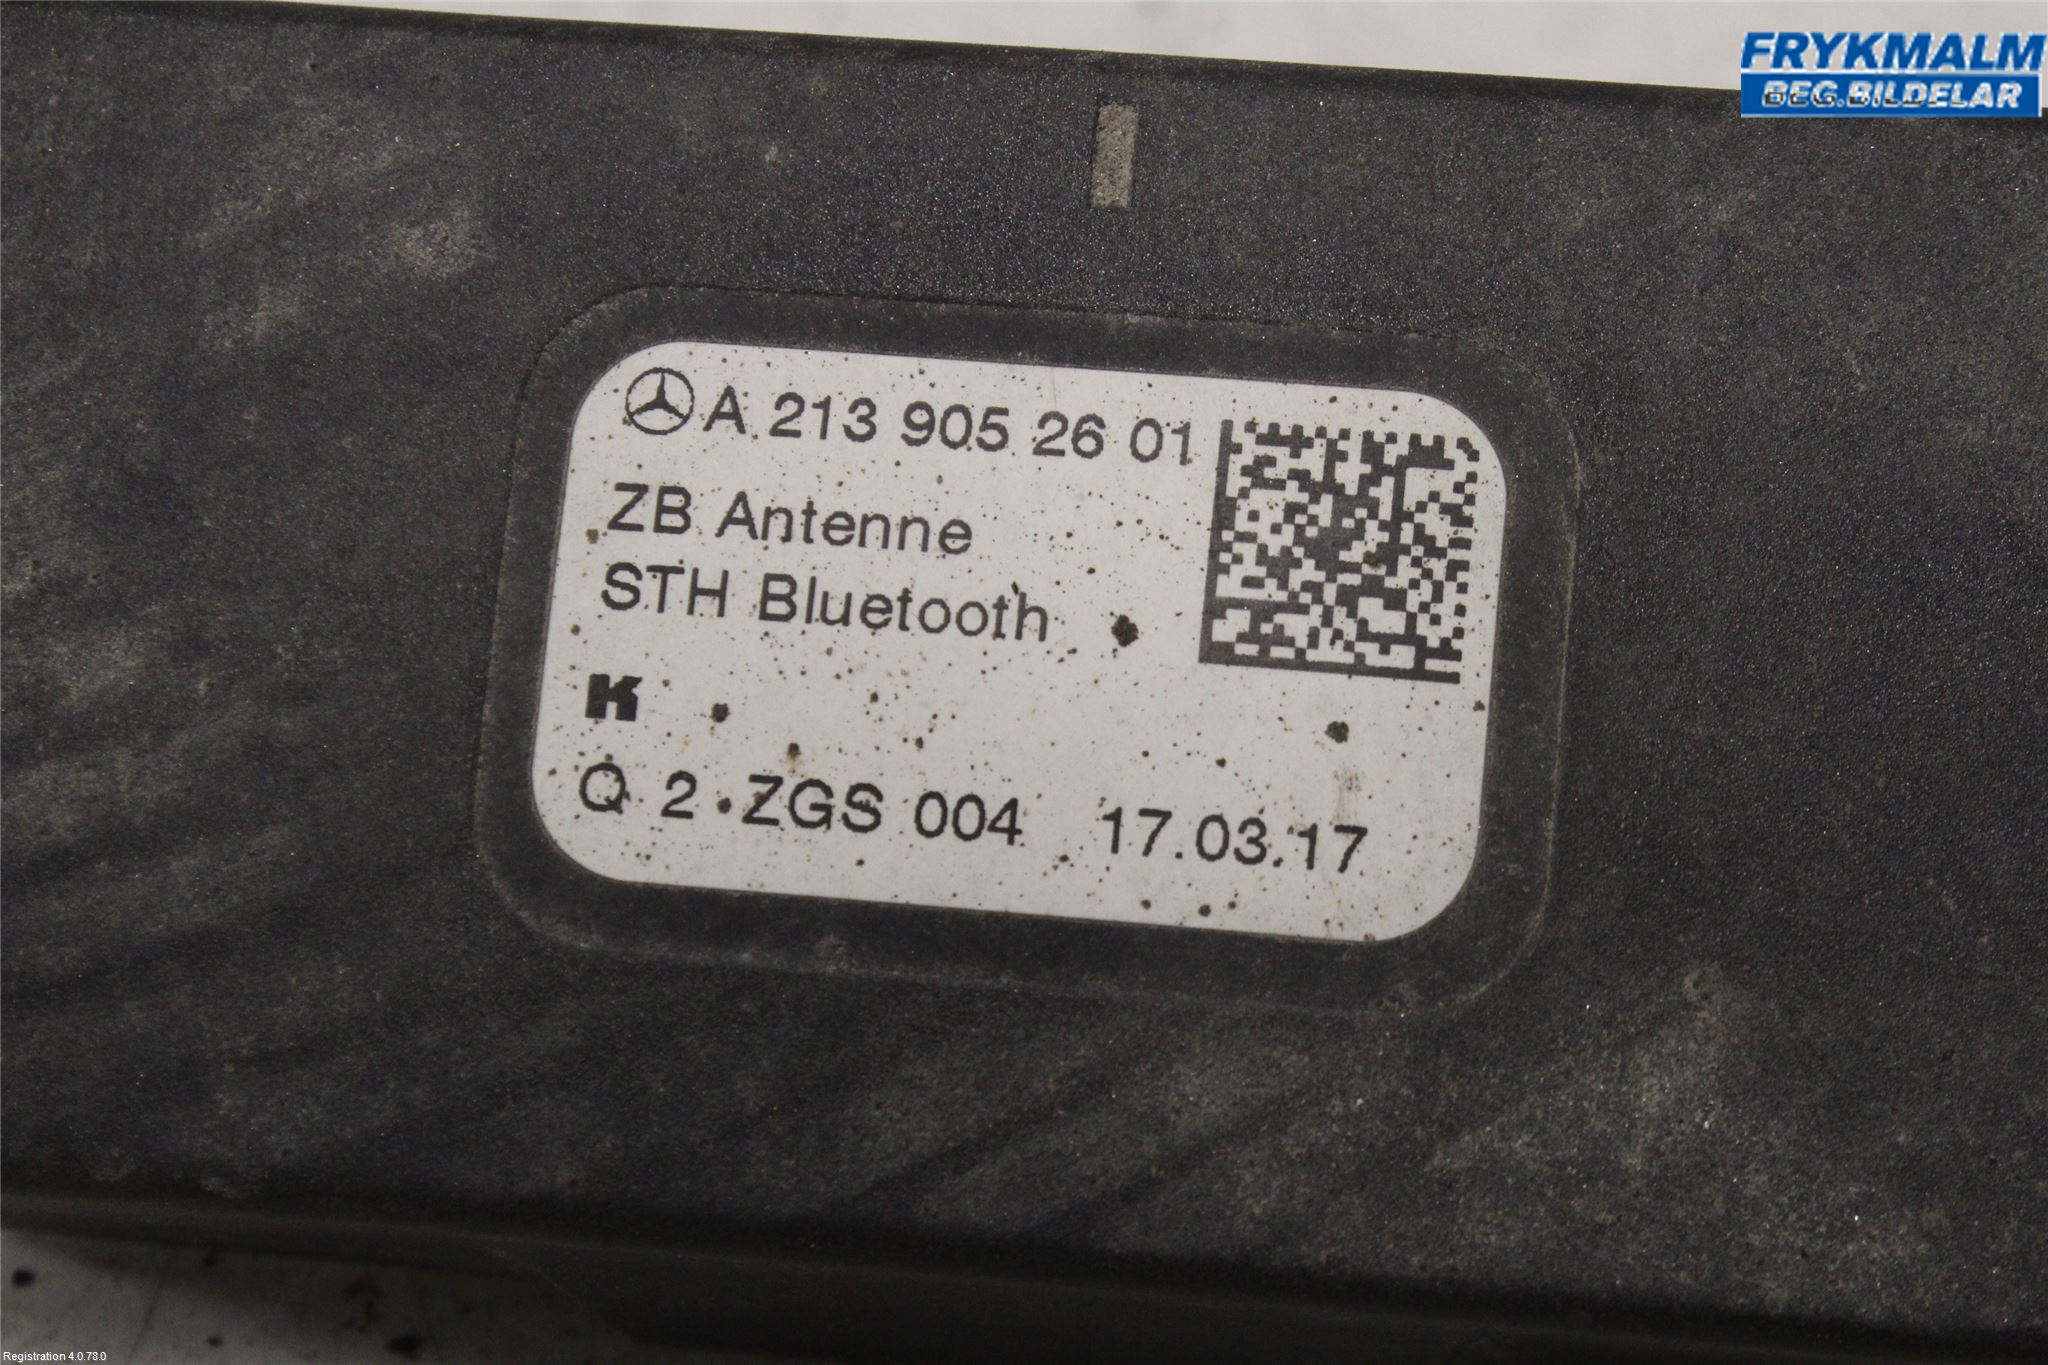 FRYKMALM
BEG.BILDELAR
A 213 905 26 01
ZB Antenne
STH Bluetooth
K
Q 2 ZGS 004 17.03.17
Registration 4.0.78.0